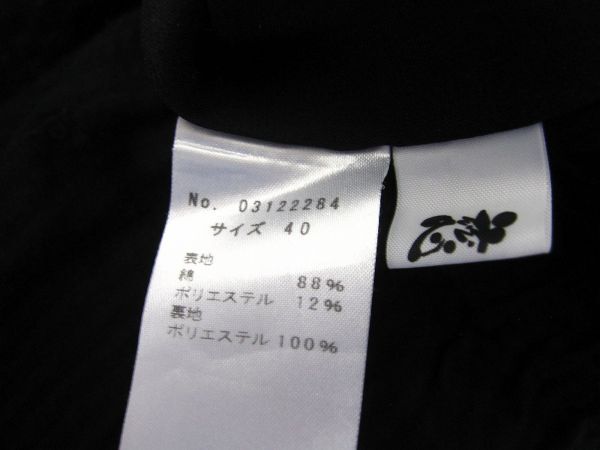 No. 03122284
サイズ 40
表地
綿 88%
ポリエステル 12%
裏地
ポリエステル 100%